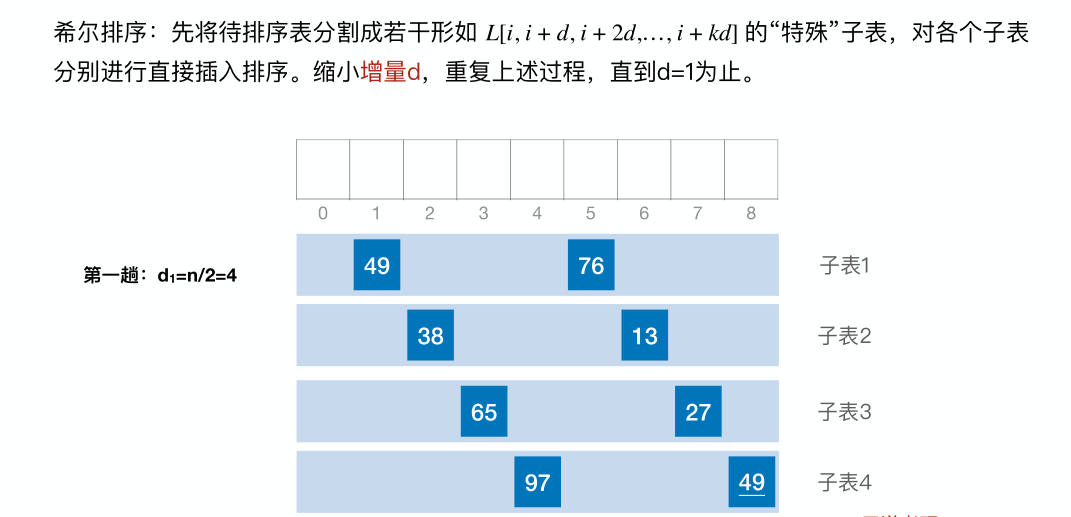 希尔排序：先将待排序表分割成若干形如 L[i, i + d, i + 2d,…, i + kd] 的“特殊”子表，对各个子表
分别进行直接插入排序。缩小增量d，重复上述过程，直到d=1为止。
0 1 2 3 4 5 6 7 8
第一趟：d₁=n/2=4
49 76 子表1
38 13 子表2
65 27 子表3
97 49 子表4